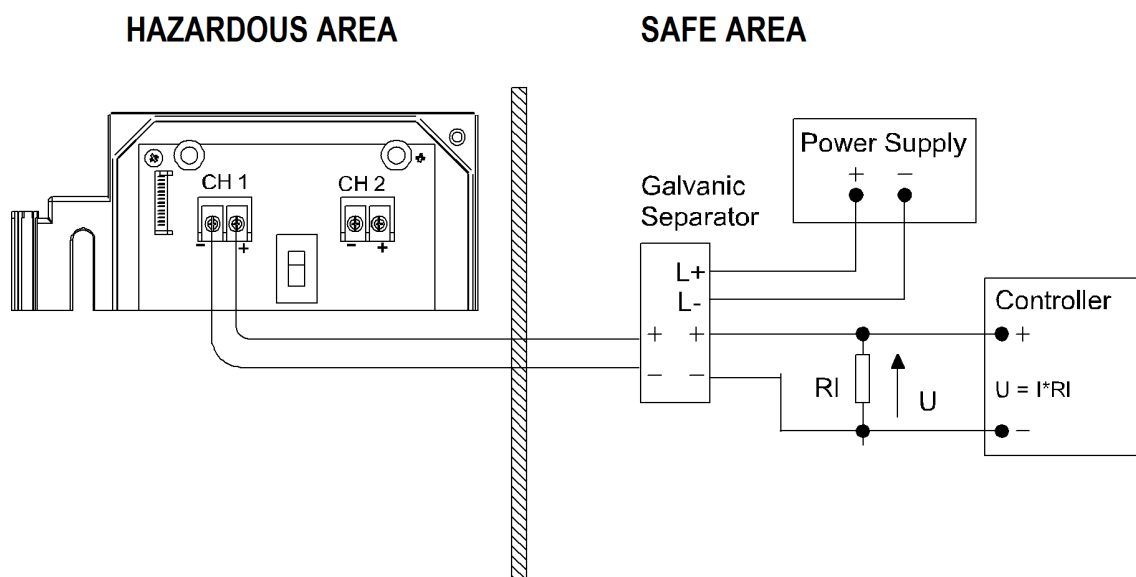 HAZARDOUS AREA
SAFE AREA
Power Supply
+ −
CH 1
CH 2
Galvanic
Separator
- +
- +
L+
L-
Controller
+ + +
− −
RI
U
U = I*RI
−